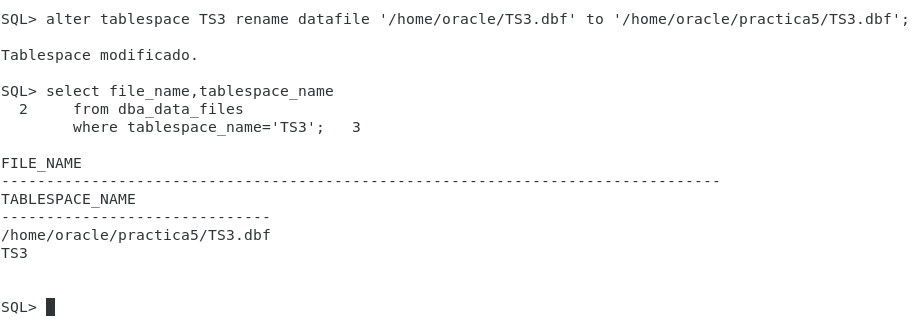 SQL> alter tablespace TS3 rename datafile '/home/oracle/TS3.dbf' to '/home/oracle/practica5/TS3.dbf';
Tablespace modificado.
SQL> select file_name,tablespace_name
  2     from dba_data_files
        where tablespace_name='TS3';   3
FILE_NAME
--------------------------------------------------------------------------------
TABLESPACE_NAME
------------------------------
/home/oracle/practica5/TS3.dbf
TS3
SQL>